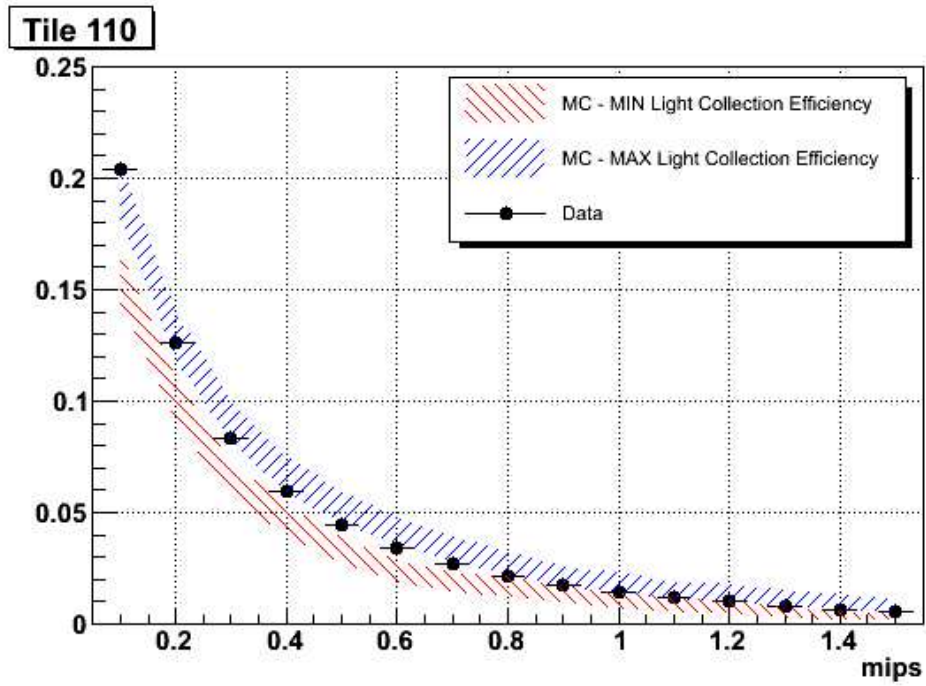 Tile 110
0.25
0.2
0.15
0.1
0.05
0
MC - MIN Light Collection Efficiency
MC - MAX Light Collection Efficiency
Data
0.2 0.4 0.6 0.8 1 1.2 1.4
mips